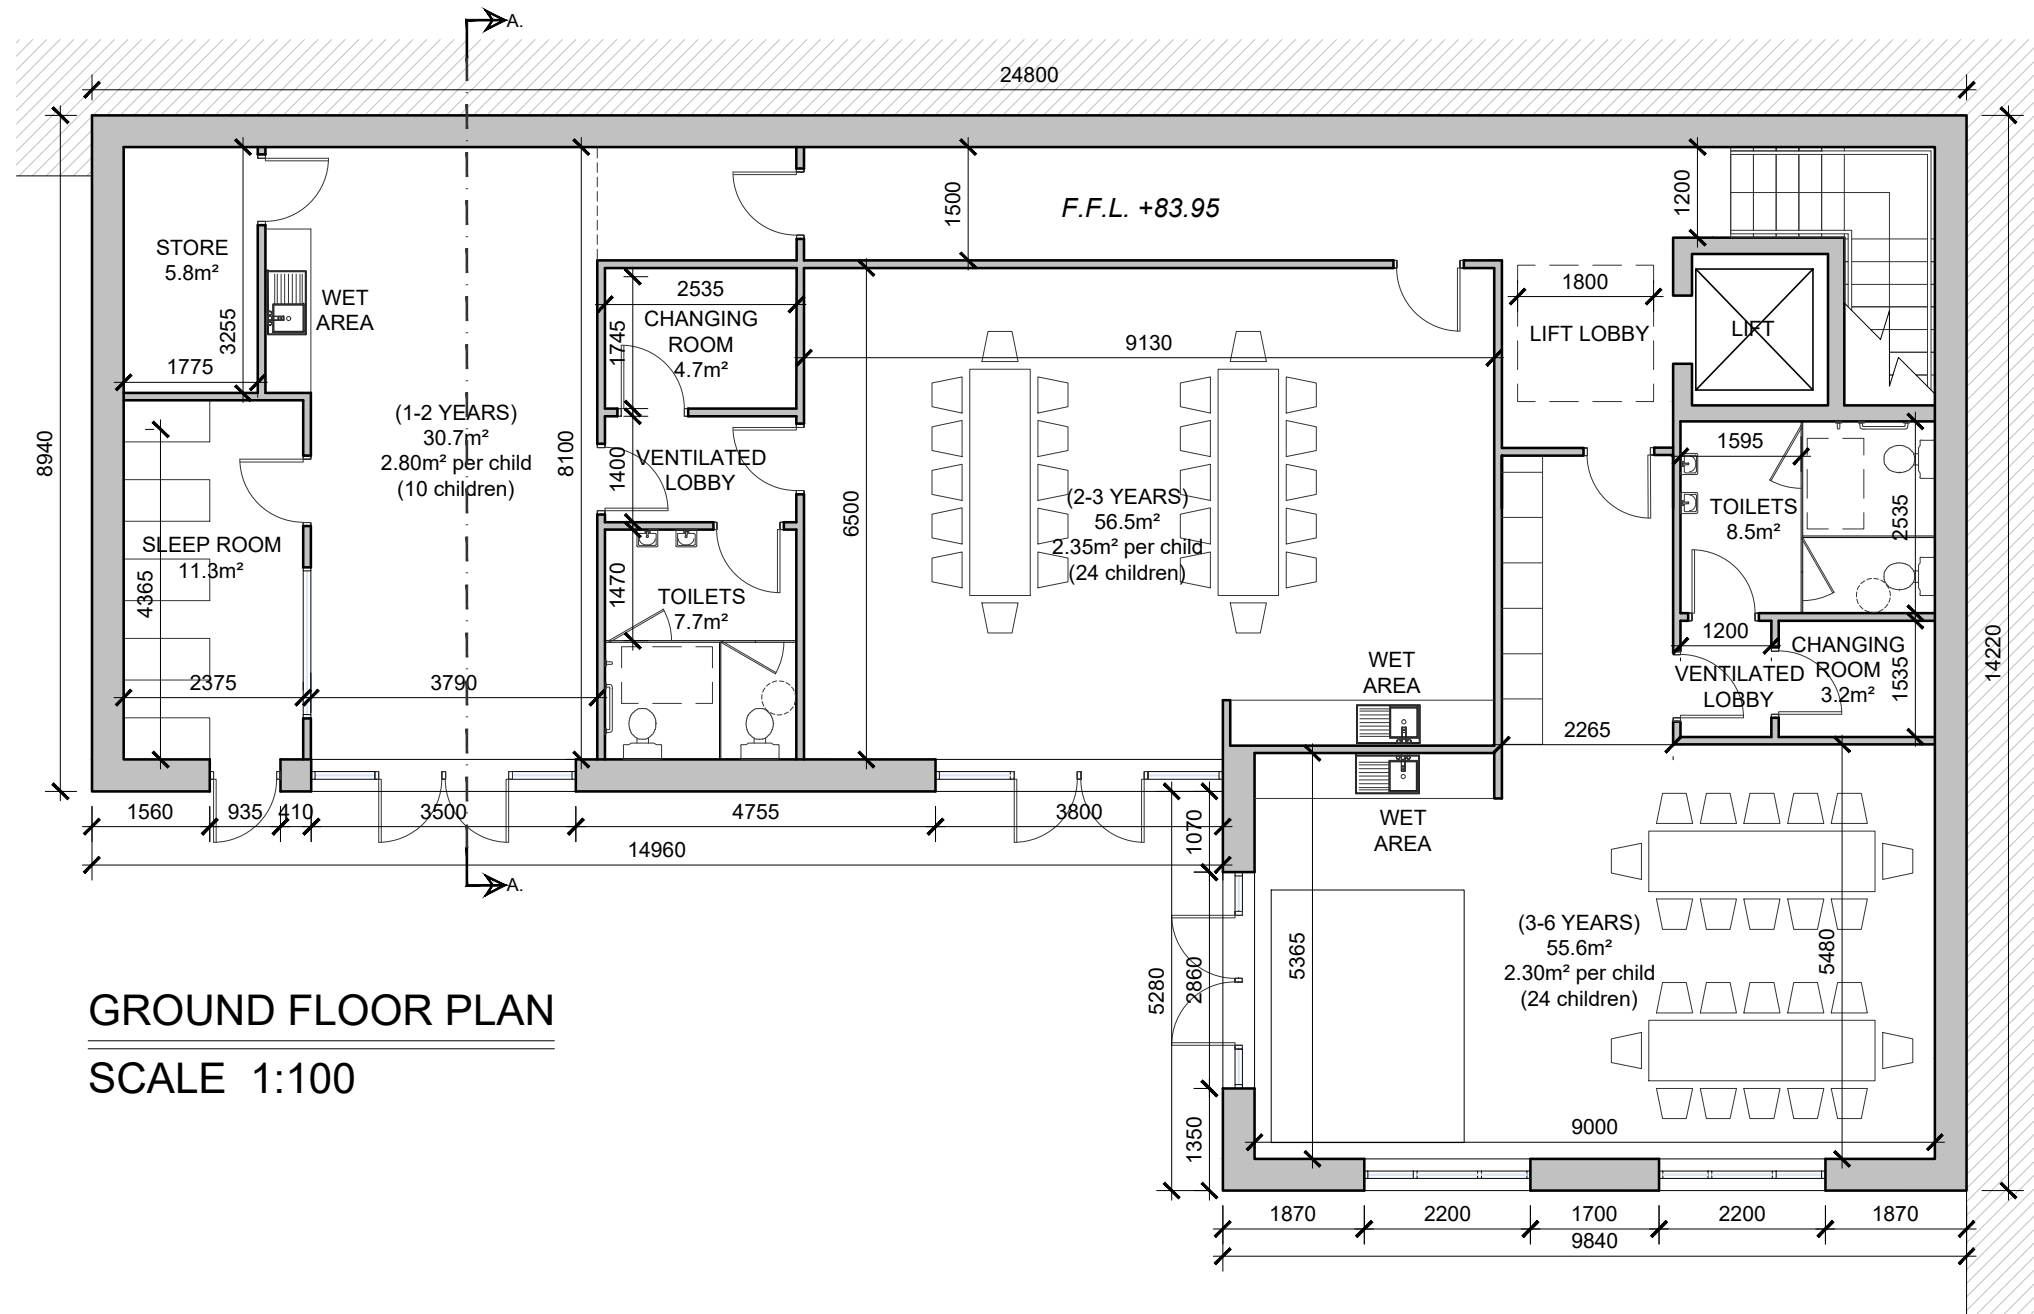 A.
24800
STORE
5.8m²
3255
1775
WET
AREA
8940
SLEEP ROOM
11.3m²
4365
2375
(1-2 YEARS)
30.7m²
2.80m² per child
(10 children)
8100
3790
2535
CHANGING
ROOM
4.7m²
1745
1400
VENTILATED
LOBBY
1470
TOILETS
7.7m²
1500
F.F.L. +83.95
9130
6500
(2-3 YEARS)
56.5m²
2.35m² per child
(24 children)
WET
AREA
1200
1800
LIFT LOBBY
LIFT
1595
TOILETS
8.5m²
2535
1200
CHANGING
ROOM
3.2m²
VENTILATED
LOBBY
1535
14220
2265
WET
AREA
1560
935
410
3500
4755
3800
14960
A.
1070
5280
2860
1350
5365
(3-6 YEARS)
55.6m²
2.30m² per child
(24 children)
5480
9000
1870
2200
1700
2200
1870
9840
GROUND FLOOR PLAN
SCALE 1:100